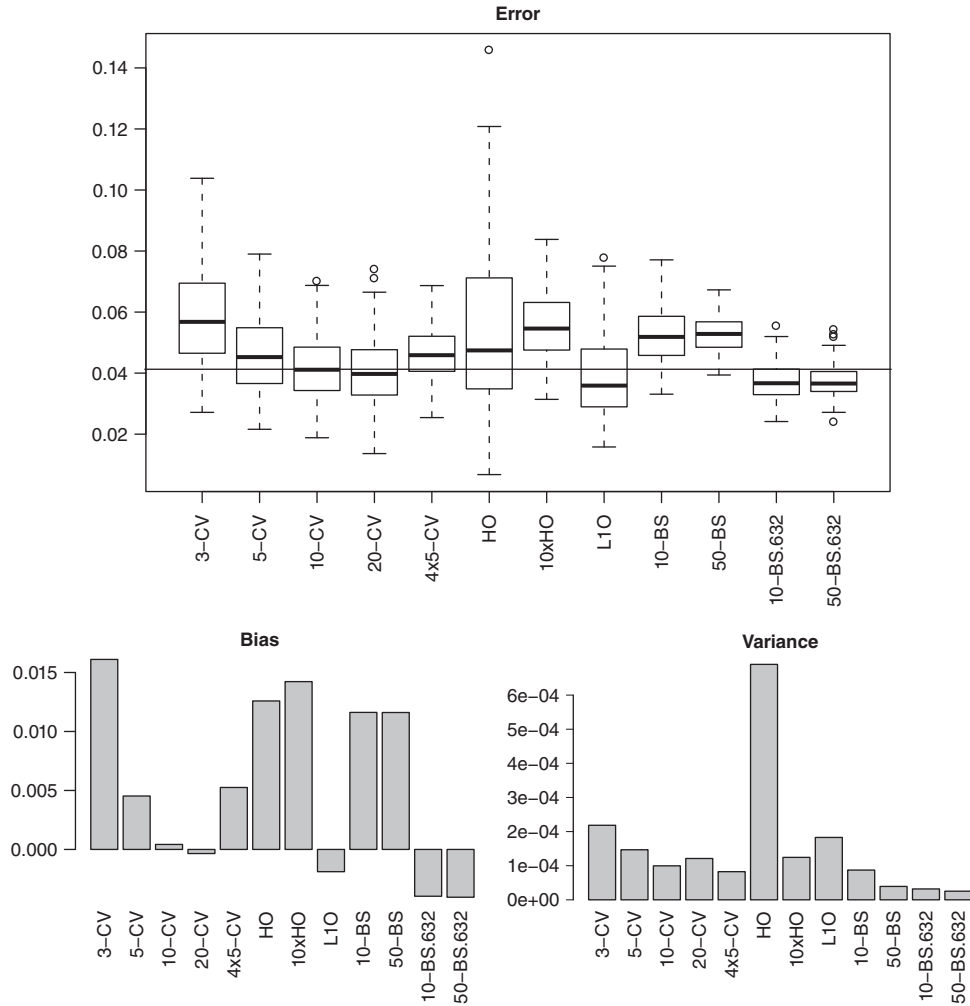 Error
0.14
0.12
0.10
0.08
0.06
0.04
0.02
3−CV
5−CV
10−CV
20−CV
4x5−CV
HO
10xHO
L1O
10−BS
50−BS
10−BS.632
50−BS.632
Bias
0.015
0.010
0.005
0.000
3−CV
5−CV
10−CV
20−CV
4x5−CV
HO
10xHO
L1O
10−BS
50−BS
10−BS.632
50−BS.632
Variance
6e−04
5e−04
4e−04
3e−04
2e−04
1e−04
0e+00
3−CV
5−CV
10−CV
20−CV
4x5−CV
HO
10xHO
L1O
10−BS
50−BS
10−BS.632
50−BS.632